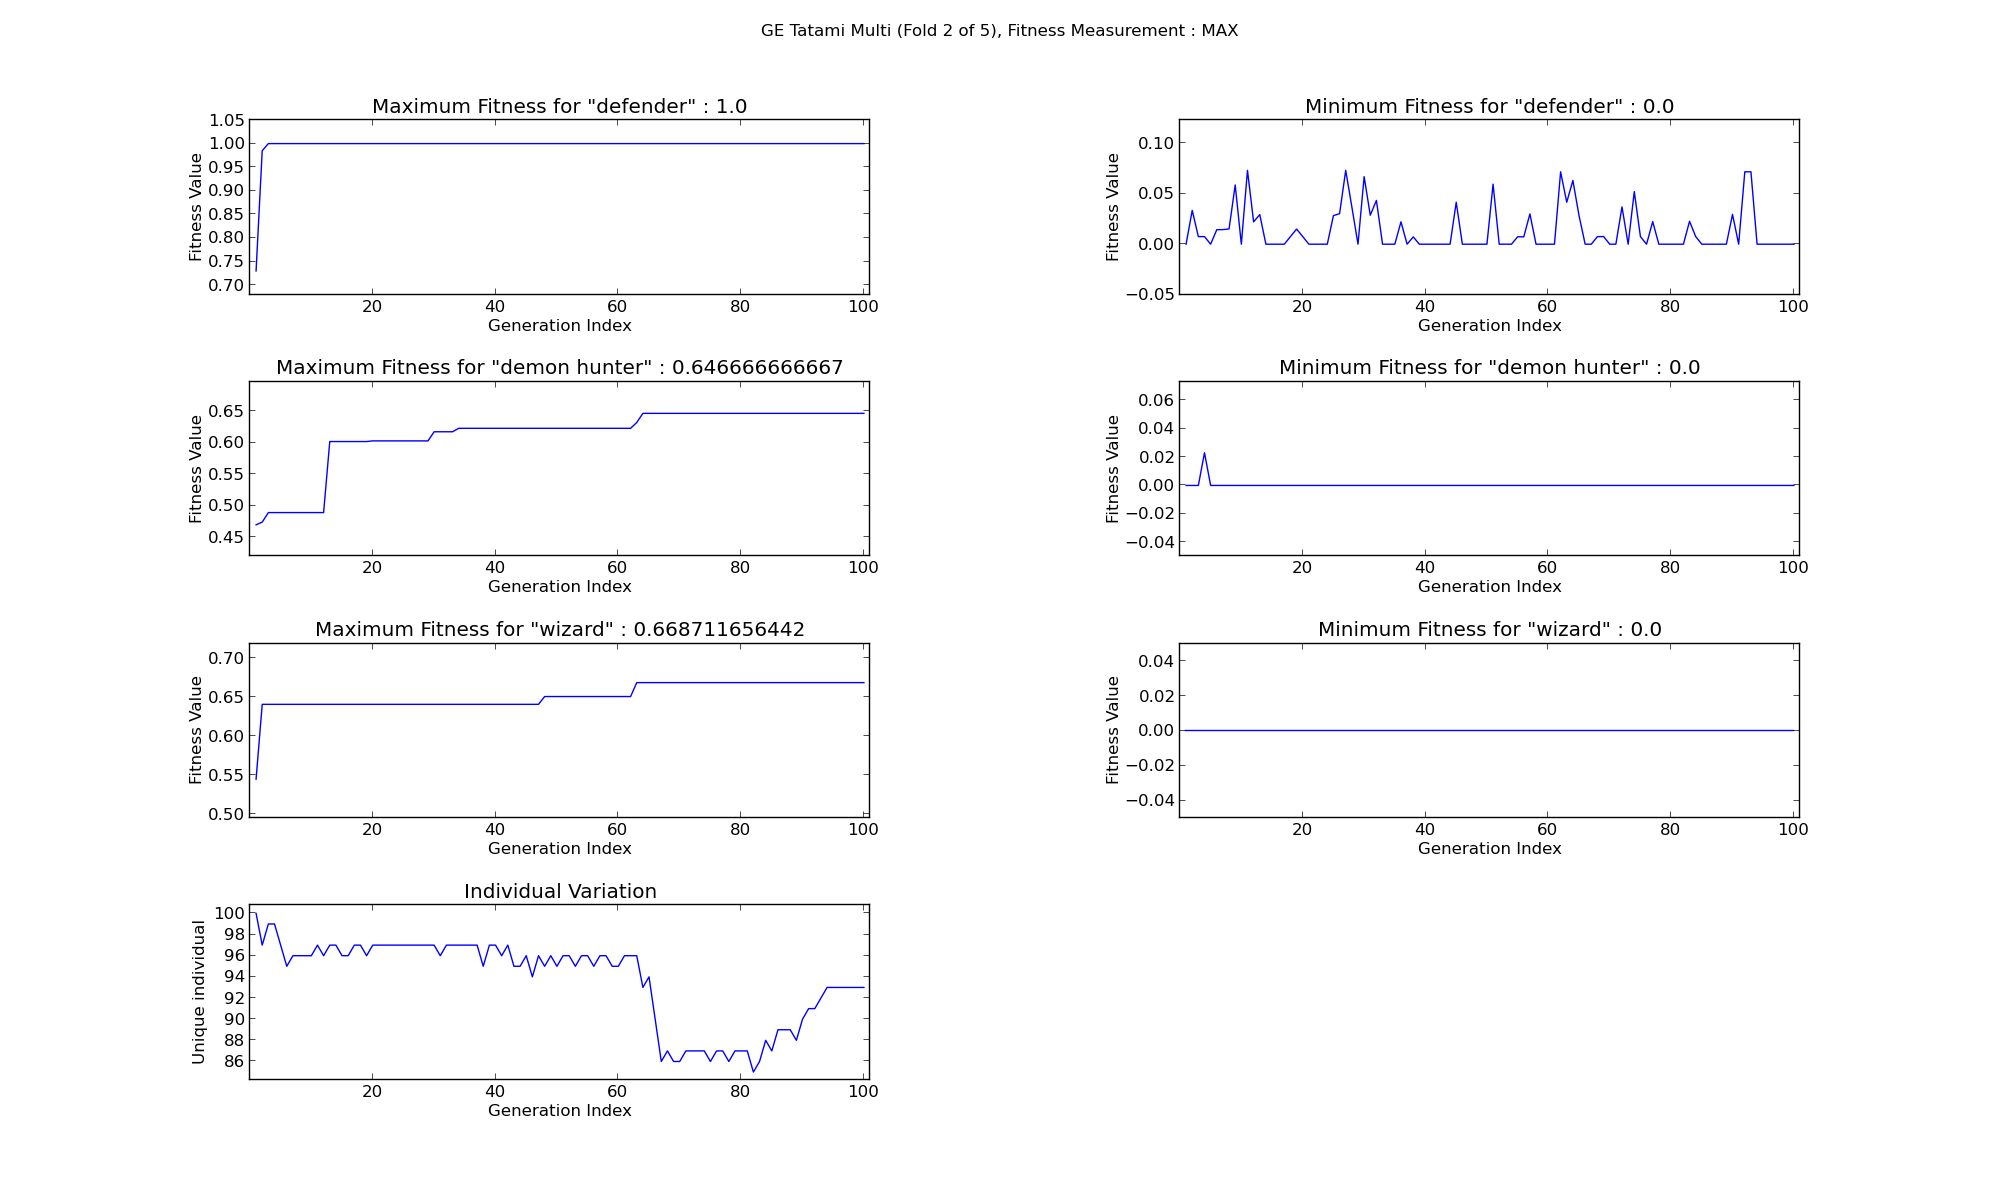 GE Tatami Multi (Fold 2 of 5), Fitness Measurement : MAX
Maximum Fitness for "defender" : 1.0
Fitness Value
1.05
1.00
0.95
0.90
0.85
0.80
0.75
0.70
20 40 60 80 100
Generation Index
Minimum Fitness for "defender" : 0.0
Fitness Value
0.10
0.05
0.00
−0.05
20 40 60 80 100
Generation Index
Maximum Fitness for "demon hunter" : 0.646666666667
Fitness Value
0.65
0.60
0.55
0.50
0.45
20 40 60 80 100
Generation Index
Minimum Fitness for "demon hunter" : 0.0
Fitness Value
0.06
0.04
0.02
0.00
−0.02
−0.04
20 40 60 80 100
Generation Index
Maximum Fitness for "wizard" : 0.668711656442
Fitness Value
0.70
0.65
0.60
0.55
0.50
20 40 60 80 100
Generation Index
Minimum Fitness for "wizard" : 0.0
Fitness Value
0.04
0.02
0.00
−0.02
−0.04
20 40 60 80 100
Generation Index
Individual Variation
Unique individual
100
98
96
94
92
90
88
86
20 40 60 80 100
Generation Index